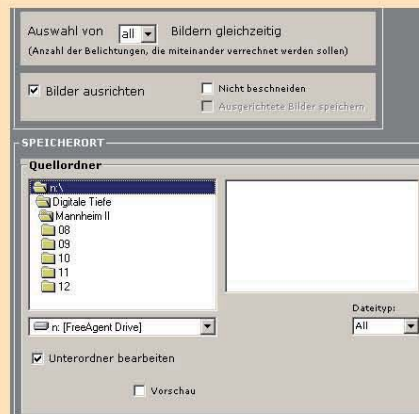 Auswahl von all Bildern gleichzeitig
(Anzahl der Belichtungen, die miteinander verrechnet werden sollen)
Bilder ausrichten
Nicht beschneiden
Ausgerichtete Bilder speichern
SPEICHERORT
Quellordner
n:\
Digitale Tiefe
Mannheim II
08
09
10
11
12
Dateityp:
n: [FreeAgent Drive]
All
Unterordner bearbeiten
Vorschau